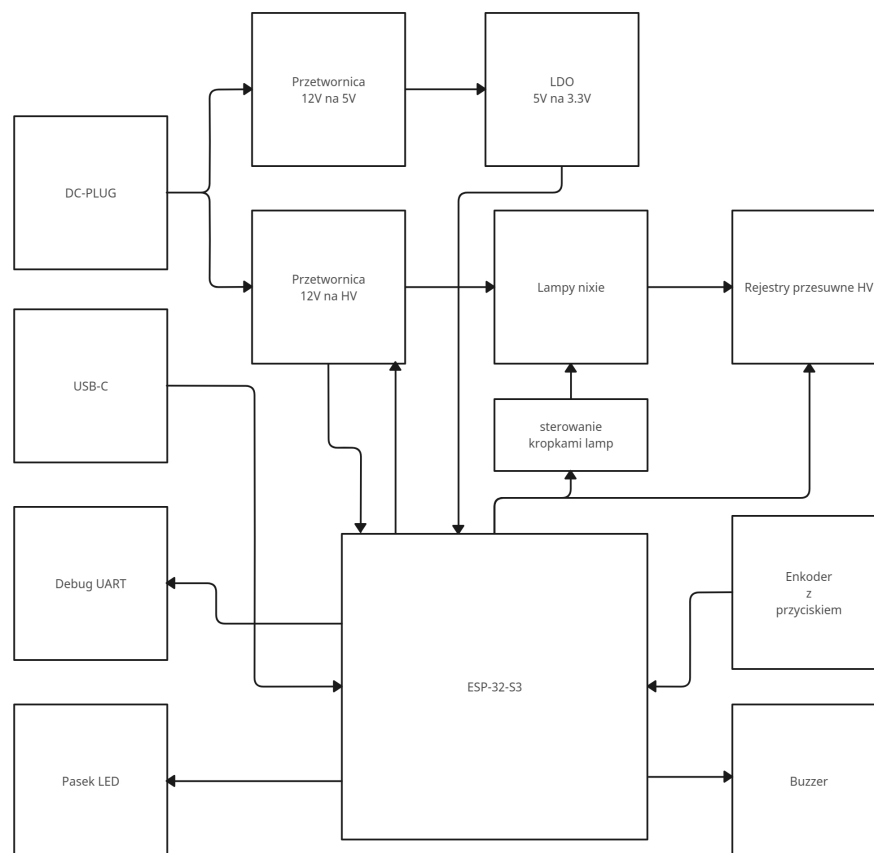 Przetwornica
12V na 5V
LDO
5V na 3.3V
DC-PLUG
Przetwornica
12V na HV
Lampy nixie
Rejestry przesuwne HV
USB-C
sterowanie
kropkami lamp
Debug UART
Enkoder
z
przyciskiem
ESP-32-S3
Pasek LED
Buzzer